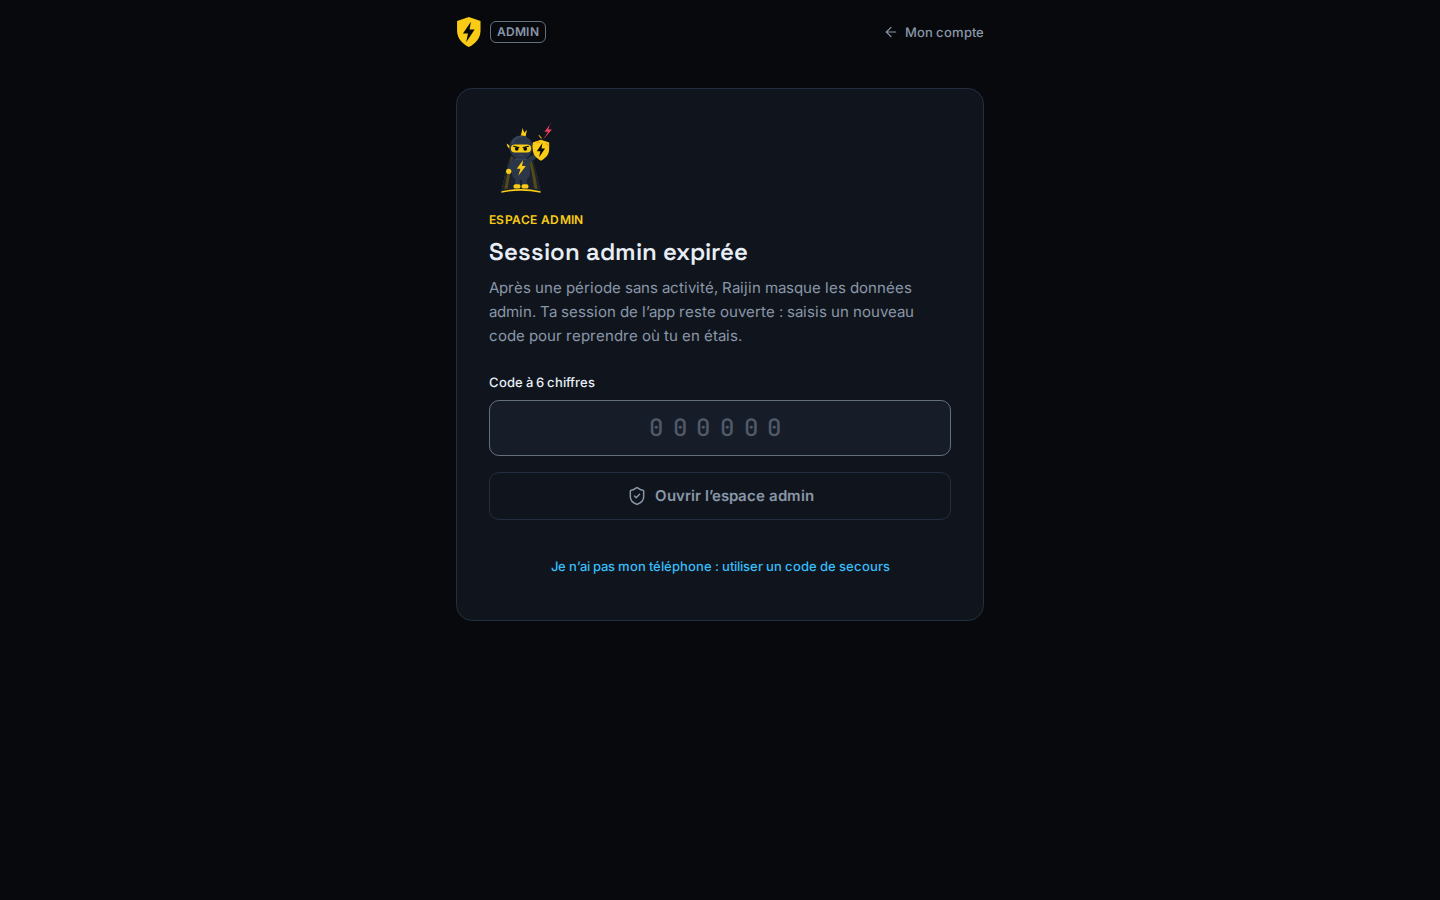 ADMIN
Mon compte
ESPACE ADMIN
Session admin expirée
Après une période sans activité, Raijin masque les données
admin. Ta session de l’app reste ouverte : saisis un nouveau
code pour reprendre où tu en étais.
Code à 6 chiffres
000000
Ouvrir l’espace admin
Je n’ai pas mon téléphone : utiliser un code de secours